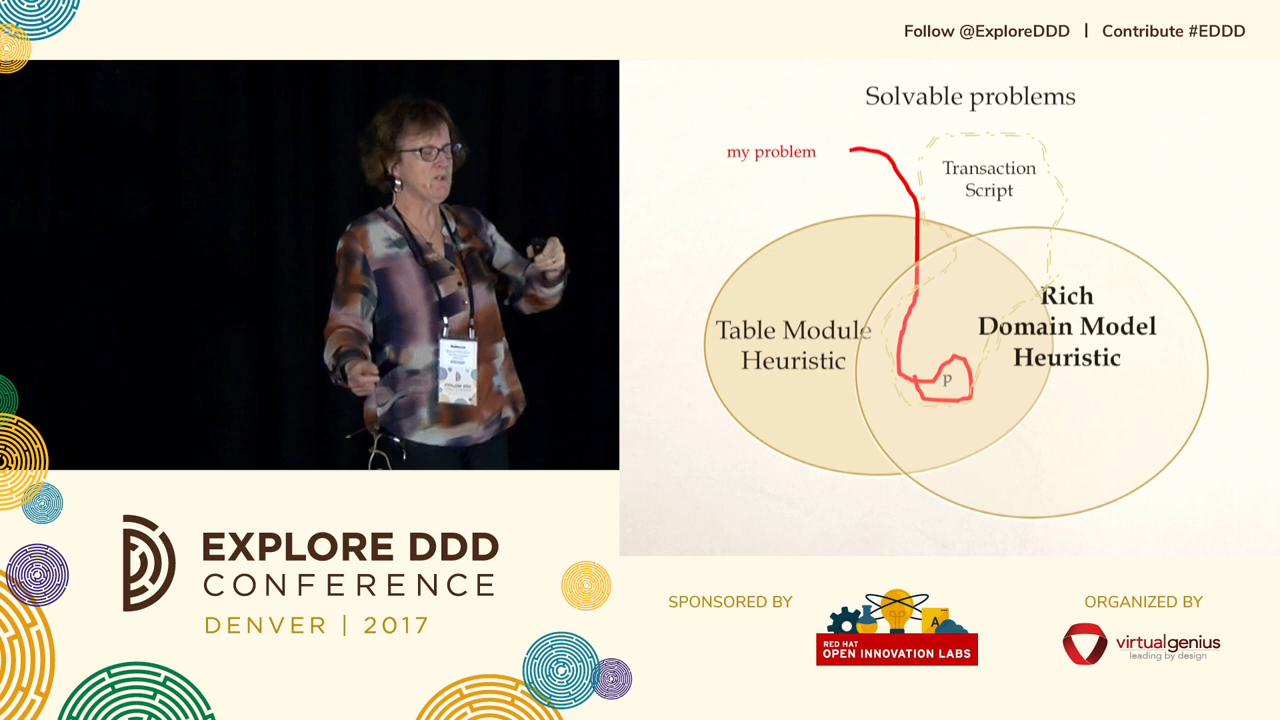 Follow @ExploreDDD | Contribute #EDDD
Solvable problems
my problem
Transaction
Script
Table Module
Heuristic
Rich
Domain Model
Heuristic
p
EXPLORE DDD
CONFERENCE
DENVER | 2017
SPONSORED BY
RED HAT
OPEN INNOVATION LABS
A
ORGANIZED BY
virtualgenius
leading by design